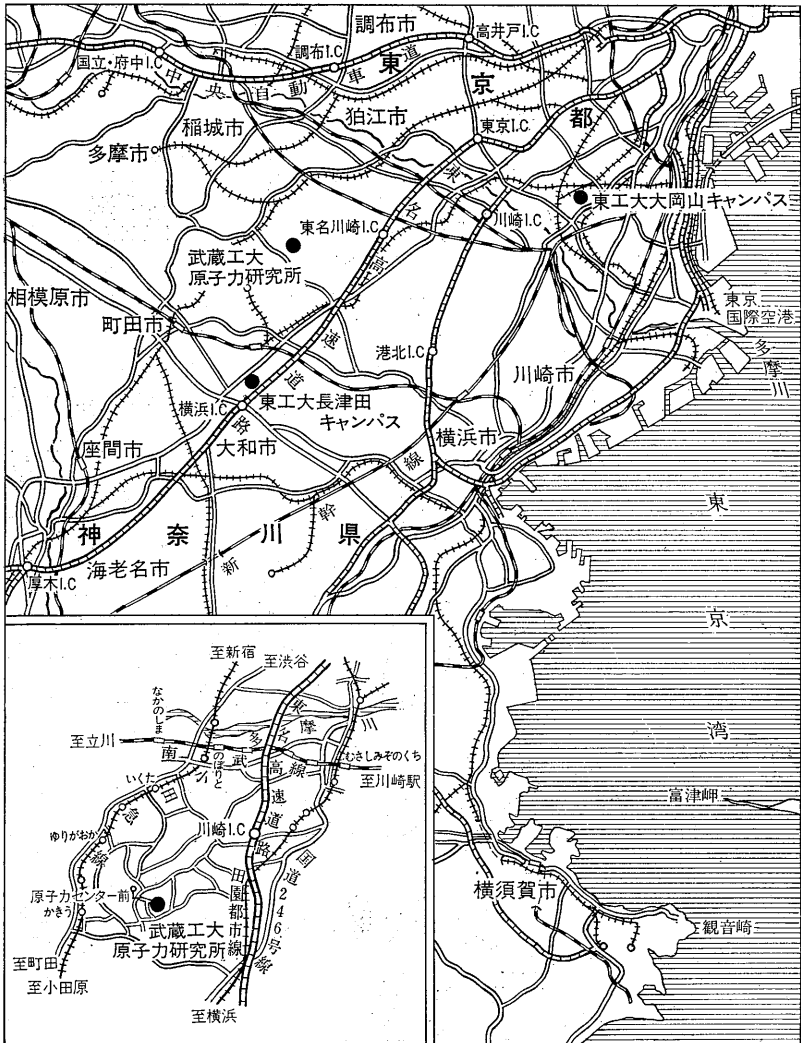 調布市
高井戸I.C
調布I.C
国立・府中I.C
中央自動車道
東京都
稲城市
狛江市
東京I.C
多摩市
東名高速道路
川崎I.C
東工大大岡山キャンパス
東名川崎I.C
武蔵工大
原子力研究所
相模原市
町田市
東京
国際空港
多摩川
港北I.C
川崎市
横浜I.C
東工大長津田
キャンパス
座間市
大和市
横浜市
神奈川県
新幹線
海老名市
厚木I.C
東京湾
富津岬
横須賀市
観音崎
至新宿
至渋谷
なかのしま
多摩川
東名高速道路
至立川
南武線
のぼりと
むさしみぞのくち
至川崎駅
いくた
小田急線
ゆりがおか
川崎I.C
国道246号線
田園都市線
原子力センター前
かきう
武蔵工大
原子力研究所
至町田
至小田原
至横浜